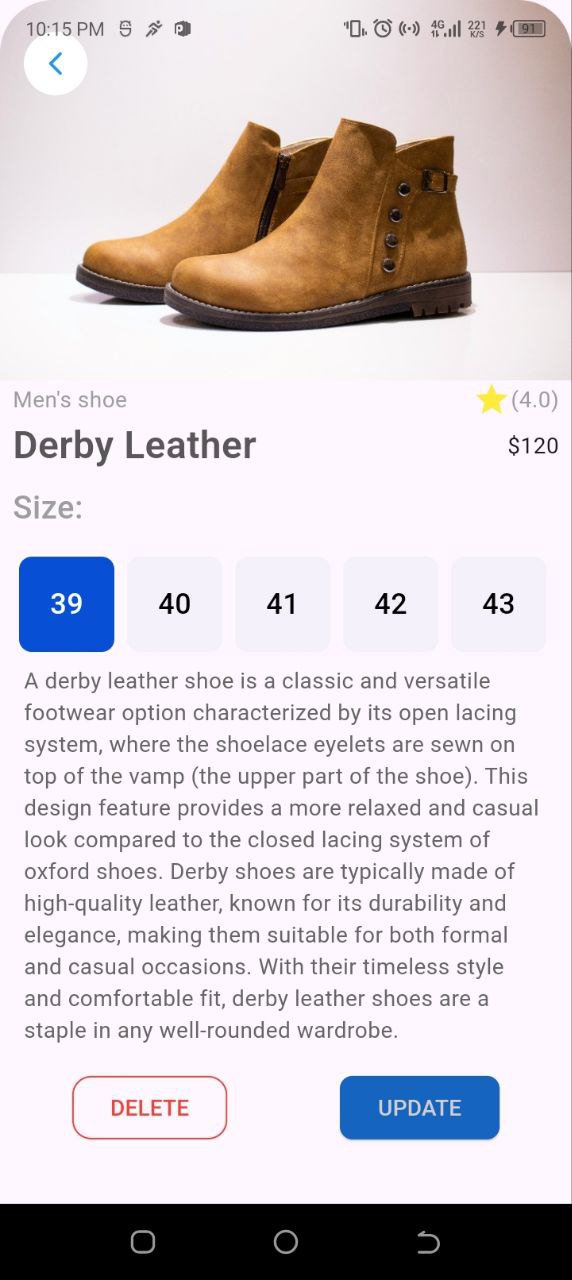 10:15 PM 4G 221 K/S 91
Men's shoe (4.0)
Derby Leather $120
Size:
39 40 41 42 43
A derby leather shoe is a classic and versatile
footwear option characterized by its open lacing
system, where the shoelace eyelets are sewn on
top of the vamp (the upper part of the shoe). This
design feature provides a more relaxed and casual
look compared to the closed lacing system of
oxford shoes. Derby shoes are typically made of
high-quality leather, known for its durability and
elegance, making them suitable for both formal
and casual occasions. With their timeless style
and comfortable fit, derby leather shoes are a
staple in any well-rounded wardrobe.
DELETE UPDATE